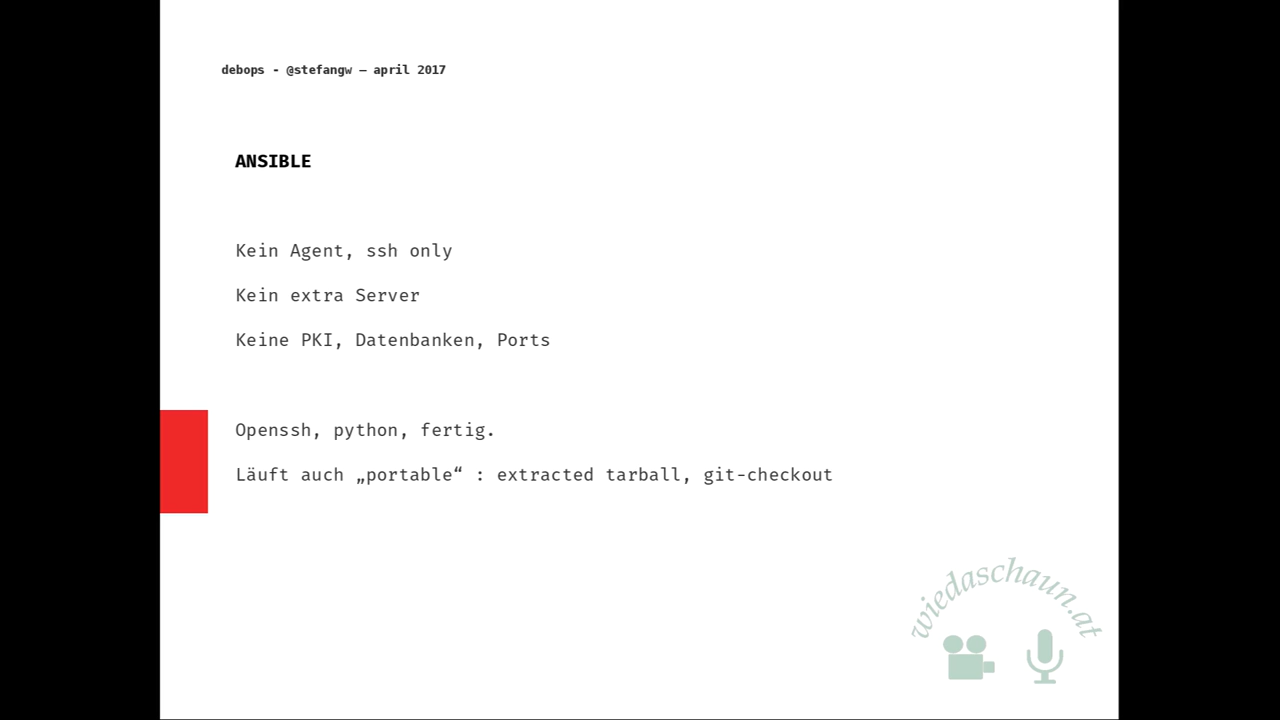 debops - @stefangw – april 2017
ANSIBLE
Kein Agent, ssh only
Kein extra Server
Keine PKI, Datenbanken, Ports
Openssh, python, fertig.
Läuft auch „portable“ : extracted tarball, git-checkout
wiedaschaun.at